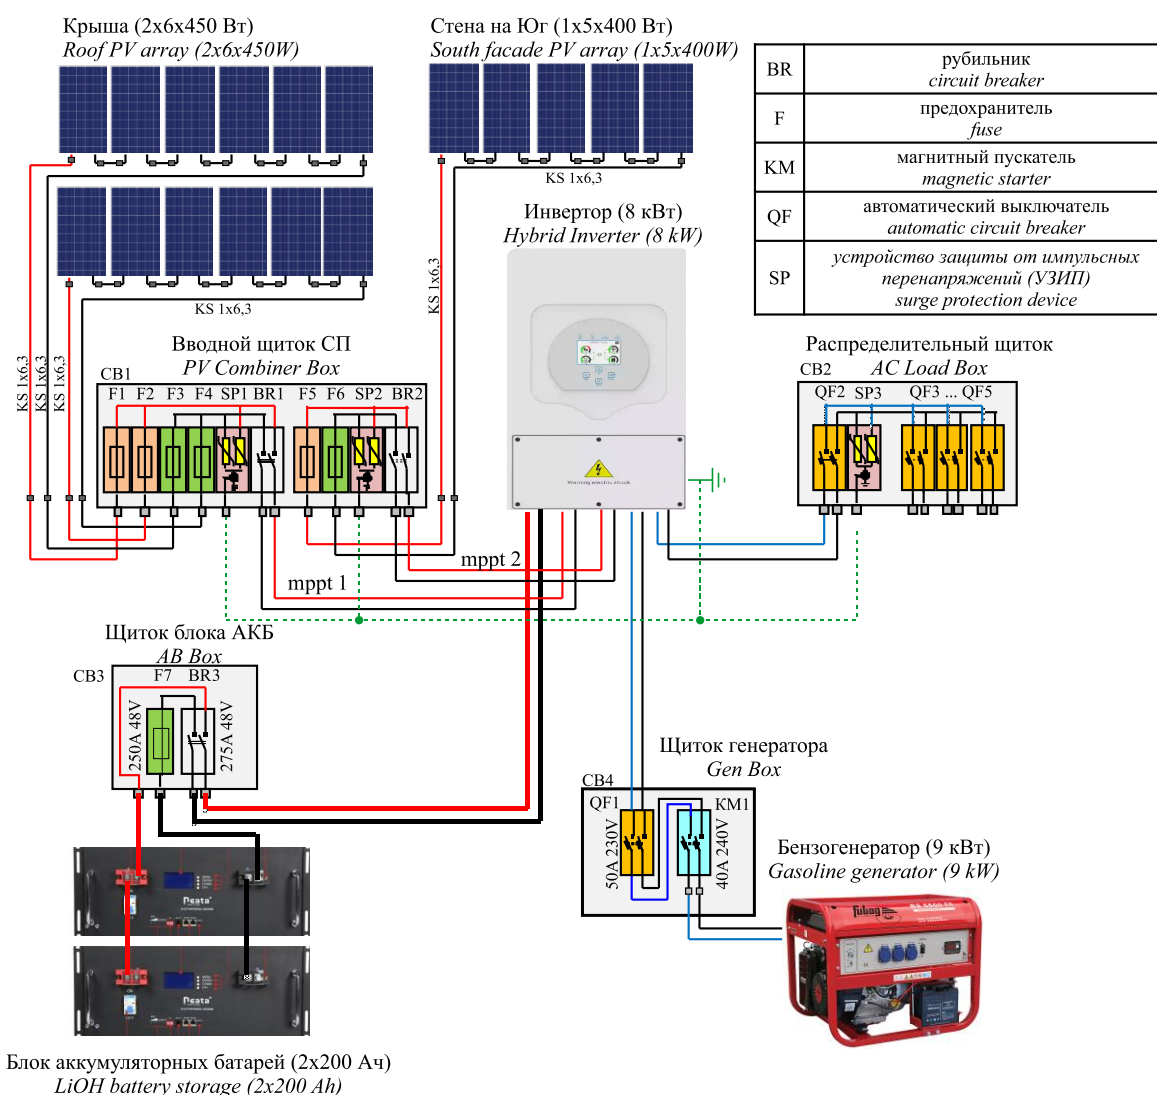 Крыша (2х6х450 Вт)
Roof PV array (2x6x450W)
Стена на Юг (1х5х400 Вт)
South facade PV array (1x5x400W)
BR
рубильник
circuit breaker
F
предохранитель
fuse
KM
магнитный пускатель
magnetic starter
QF
автоматический выключатель
automatic circuit breaker
SP
устройство защиты от импульсных
перенапряжений (УЗИП)
surge protection device
KS 1x6,3
KS 1x6,3
KS 1x6,3
KS 1x6,3
KS 1x6,3
KS 1x6,3
Инвертор (8 кВт)
Hybrid Inverter (8 kW)
Warning electric shock
Вводной щиток СП
PV Combiner Box
CB1
F1 F2 F3 F4 SP1 BR1 F5 F6 SP2 BR2
Распределительный щиток
AC Load Box
CB2
QF2 SP3 QF3 ... QF5
mppt 2
mppt 1
Щиток блока АКБ
AB Box
CB3
F7 BR3
250A 48V
275A 48V
Щиток генератора
Gen Box
CB4
QF1
KM1
50A 230V
40A 240V
Бензогенератор (9 кВт)
Gasoline generator (9 kW)
fubag
Блок аккумуляторных батарей (2х200 Ач)
LiOH battery storage (2x200 Ah)